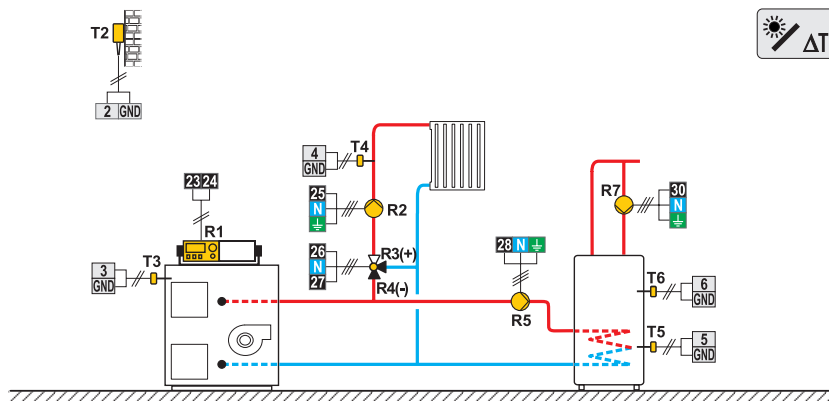 T2
ΔT
2 GND
4
GND
T4
23 24
R1
25
N
R2
R7
30
N
26
N
27
R3(+)
R4(-)
28 N
R5
3
GND
T3
T6
6
GND
T5
5
GND